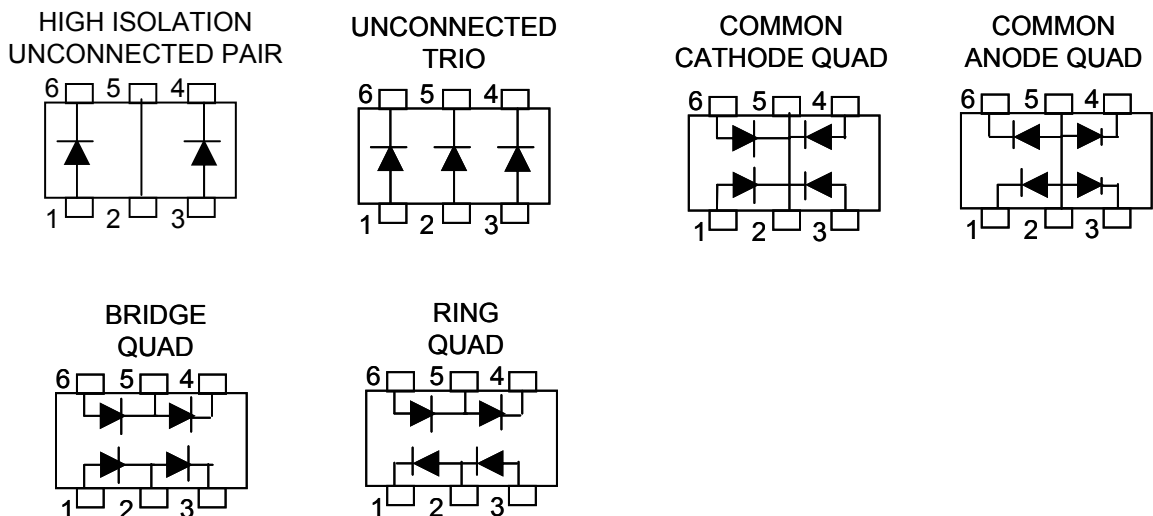 HIGH ISOLATION
UNCONNECTED PAIR
6 5 4
1 2 3
UNCONNECTED
TRIO
6 5 4
1 2 3
COMMON
CATHODE QUAD
6 5 4
1 2 3
COMMON
ANODE QUAD
6 5 4
1 2 3
BRIDGE
QUAD
6 5 4
1 2 3
RING
QUAD
6 5 4
1 2 3